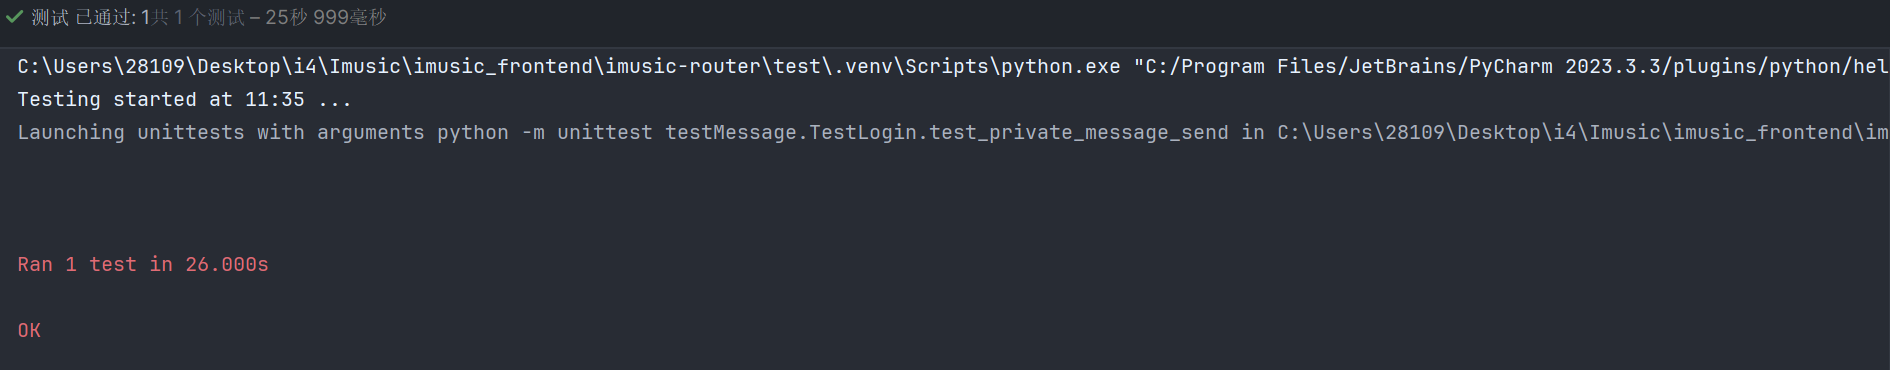 测试 已通过: 1共 1 个测试 – 25秒 999毫秒
C:\Users\28109\Desktop\i4\Imusic\imusic_frontend\imusic-router\test\.venv\Scripts\python.exe "C:/Program Files/JetBrains/PyCharm 2023.3.3/plugins/python/hel
Testing started at 11:35 ...
Launching unittests with arguments python -m unittest testMessage.TestLogin.test_private_message_send in C:\Users\28109\Desktop\i4\Imusic\imusic_frontend\im
Ran 1 test in 26.000s
OK